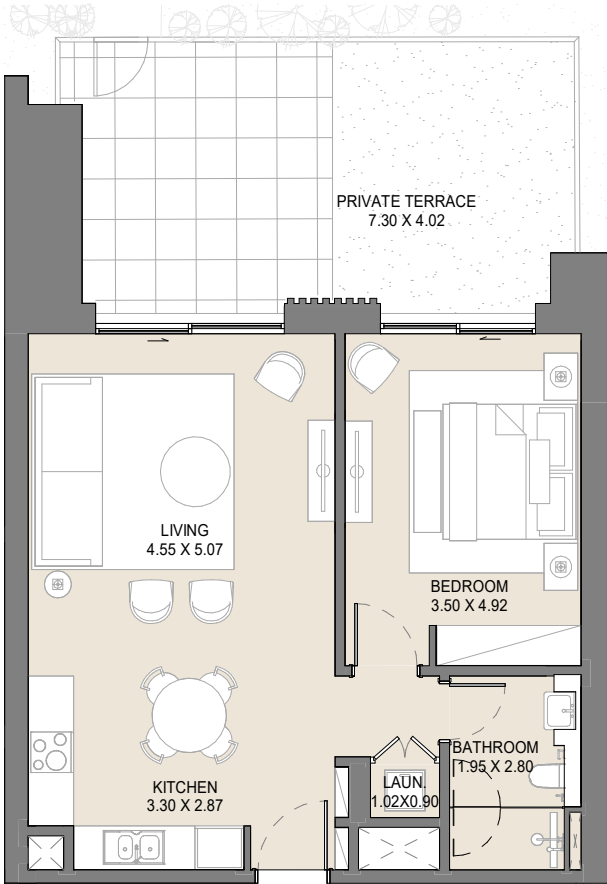 PRIVATE TERRACE
7.30 X 4.02
LIVING
4.55 X 5.07
BEDROOM
3.50 X 4.92
BATHROOM
1.95 X 2.80
LAUN.
1.02X0.90
KITCHEN
3.30 X 2.87